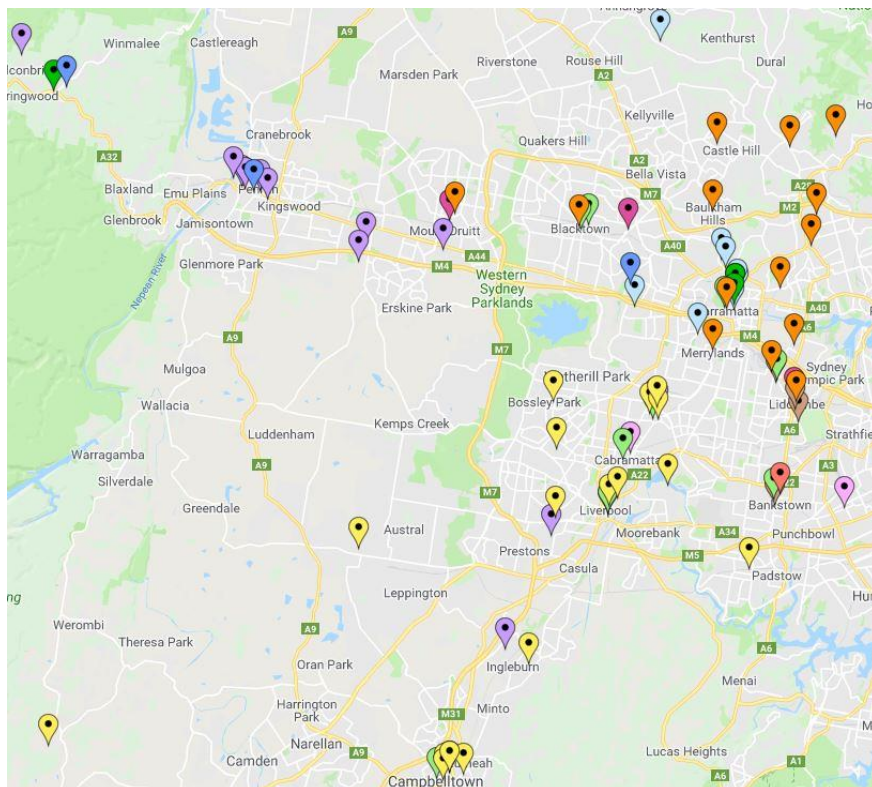 Kenthurst
Winmalee
Castlereagh
A9
Riverstone
Rouse Hill
Dural
Marsden Park
A2
Kellyville
Cranebrook
Quakers Hill
Castle Hill
A2
Bella Vista
A32
Blaxland
Emu Plains
Kingswood
M7
Baulkham
Hills
M2
Glenbrook
Jamisontown
Blacktown
A40
A44
Glenmore Park
M4
Western
Sydney
Parklands
Nepean River
Erskine Park
A40
M4
A6
A9
Merrylands
M7
Mulgoa
Sydney
Wallacia
Bossley Park
Kemps Creek
A6
Strathfield
Luddenham
Warragamba
Cabramatta
A3
A9
Silverdale
A22
M7
Greendale
Liverpool
Bankstown
Austral
Moorebank
A34
Punchbowl
Prestons
M5
Casula
Padstow
Leppington
Werombi
A9
Theresa Park
A6
Oran Park
Ingleburn
Menai
Harrington
Park
Minto
M31
Narellan
Lucas Heights
Camden
A9
A1
A6
Campbelltown